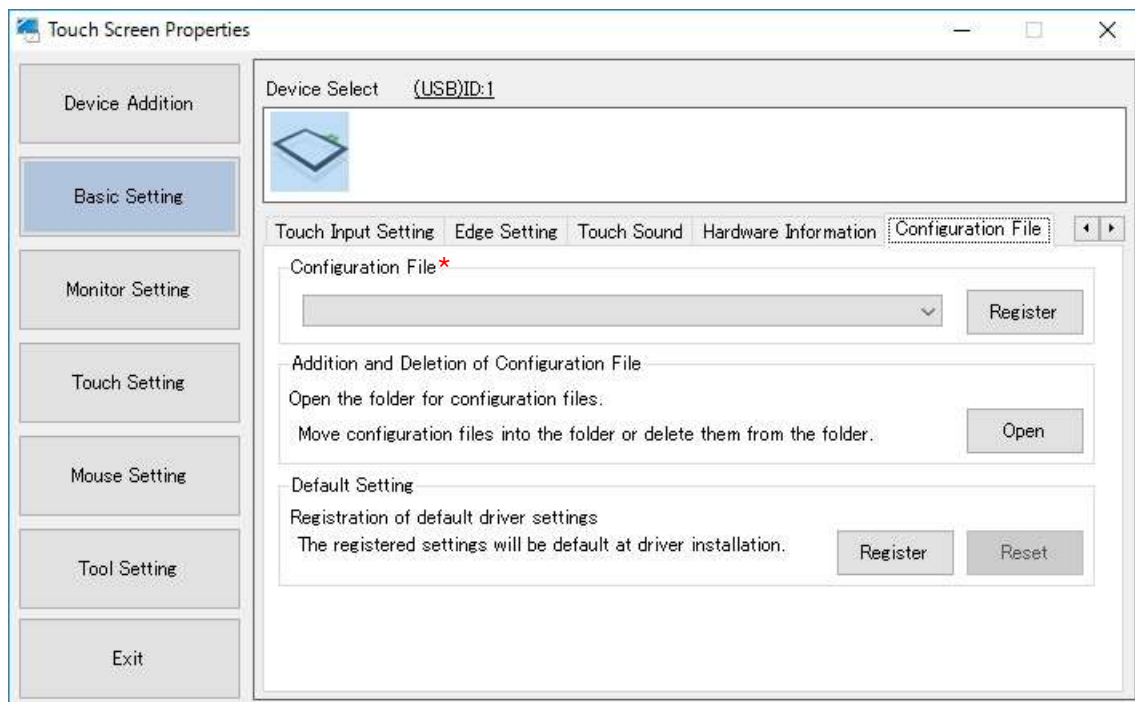 Touch Screen Properties
Device Addition
Basic Setting
Monitor Setting
Touch Setting
Mouse Setting
Tool Setting
Exit
Device Select (USB)ID:1
Touch Input Setting Edge Setting Touch Sound Hardware Information Configuration File
Configuration File*
Register
Addition and Deletion of Configuration File
Open the folder for configuration files.
Move configuration files into the folder or delete them from the folder.
Open
Default Setting
Registration of default driver settings
The registered settings will be default at driver installation.
Register Reset